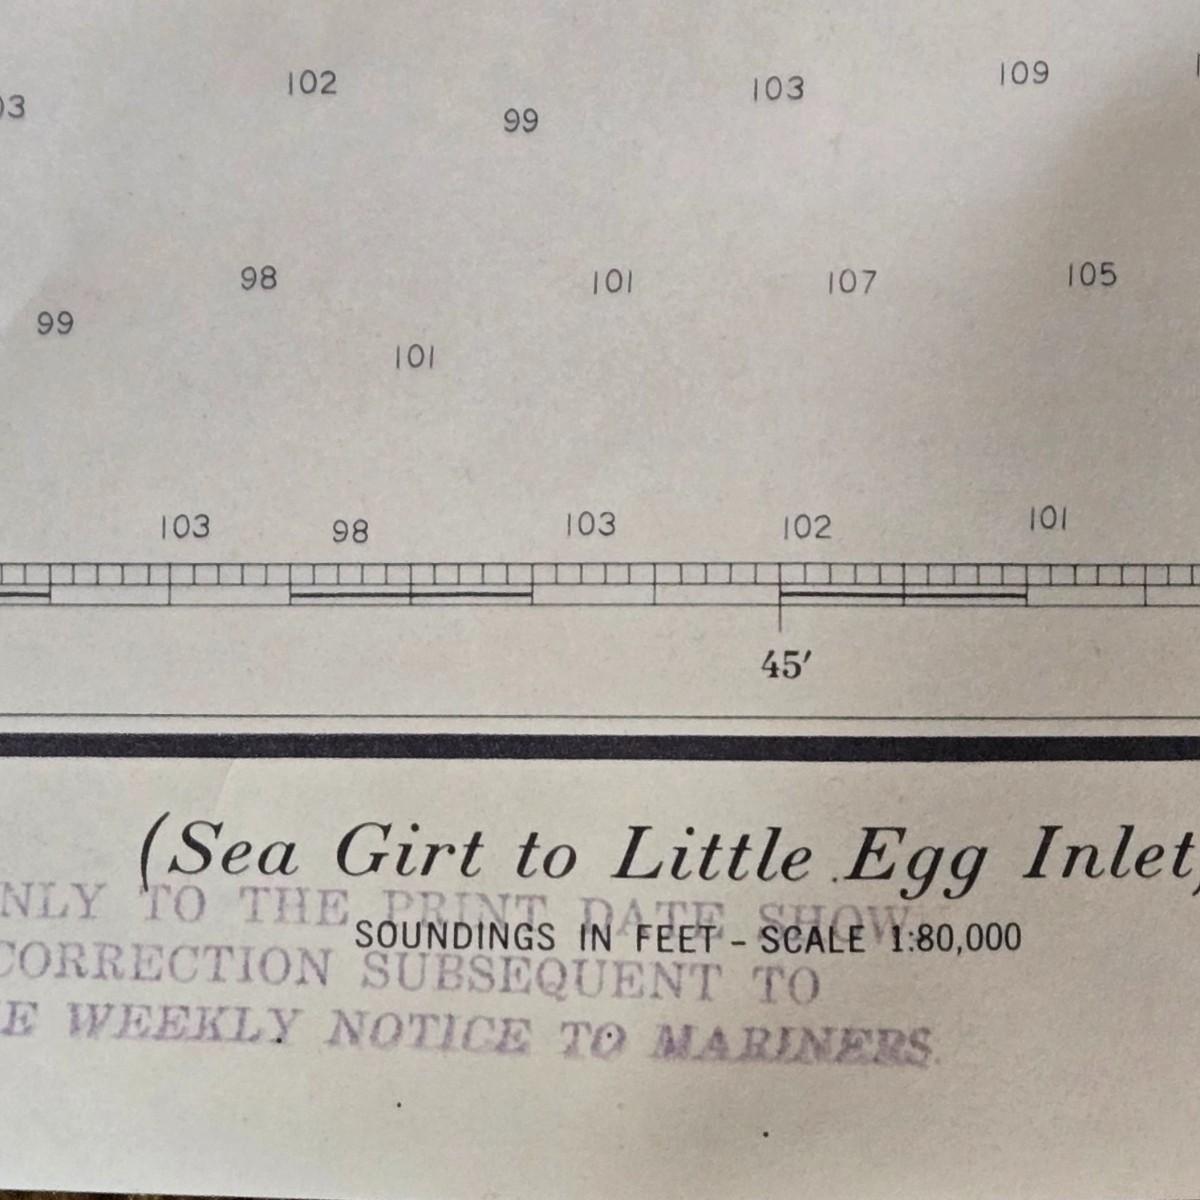 102 103 109
03 99
98 101 107 105
99 101
103 98 103 102 101
45′
(Sea Girt to Little Egg Inlet)
NLY TO THE PRINT DATE SHOW
SOUNDINGS IN FEET – SCALE 1:80,000
CORRECTION SUBSEQUENT TO
E WEEKLY NOTICE TO MARINERS.